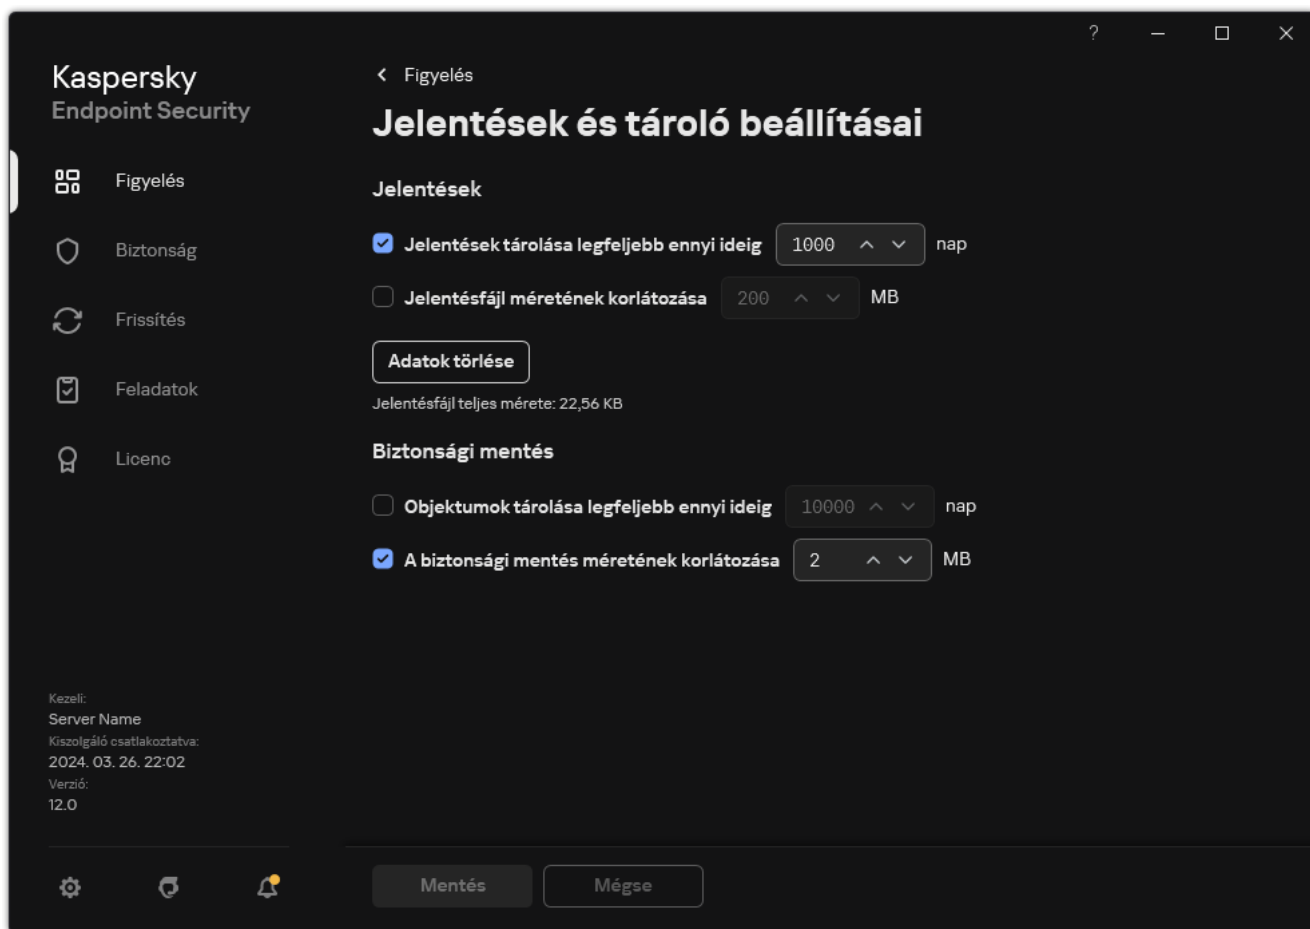 ?
Kaspersky
Endpoint Security
Figyelés
Biztonság
Frissítés
Feladatok
Licenc
Kezeli:
Server Name
Kiszolgáló csatlakoztatva:
2024. 03. 26. 22:02
Verzió:
12.0
Figyelés
Jelentések és tároló beállításai
Jelentések
Jelentések tárolása legfeljebb ennyi ideig 1000 nap
Jelentésfájl méretének korlátozása 200 MB
Adatok törlése
Jelentésfájl teljes mérete: 22,56 KB
Biztonsági mentés
Objektumok tárolása legfeljebb ennyi ideig 10000 nap
A biztonsági mentés méretének korlátozása 2 MB
Mentés Mégse